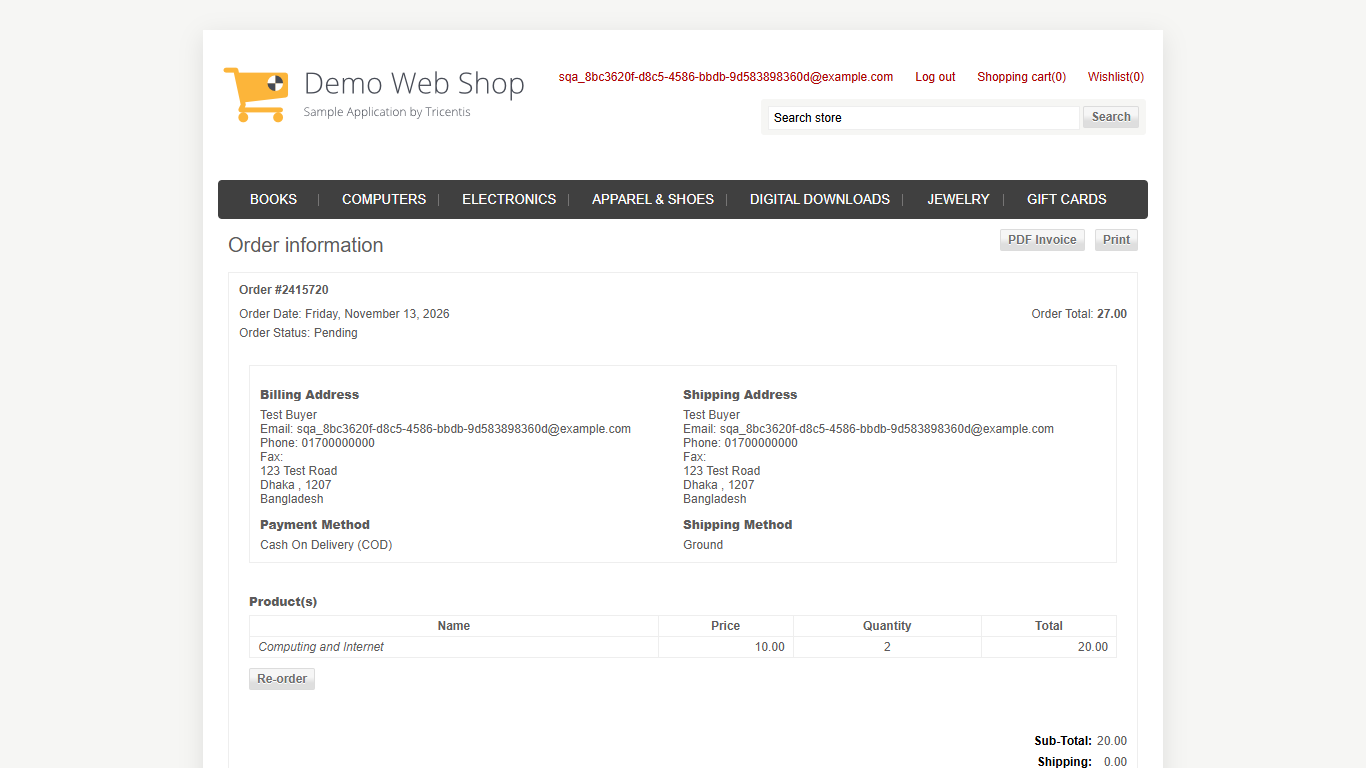 Demo Web Shop
Sample Application by Tricentis
sqa_8bc3620f-d8c5-4586-bbdb-9d583898360d@example.com Log out Shopping cart(0) Wishlist(0)
Search store Search
BOOKS | COMPUTERS | ELECTRONICS | APPAREL & SHOES | DIGITAL DOWNLOADS | JEWELRY | GIFT CARDS
Order information PDF Invoice Print
Order #2415720
Order Date: Friday, November 13, 2026 Order Total: 27.00
Order Status: Pending
Billing Address
Test Buyer
Email: sqa_8bc3620f-d8c5-4586-bbdb-9d583898360d@example.com
Phone: 01700000000
Fax:
123 Test Road
Dhaka , 1207
Bangladesh
Payment Method
Cash On Delivery (COD)
Shipping Address
Test Buyer
Email: sqa_8bc3620f-d8c5-4586-bbdb-9d583898360d@example.com
Phone: 01700000000
Fax:
123 Test Road
Dhaka , 1207
Bangladesh
Shipping Method
Ground
Product(s)
Name Price Quantity Total
Computing and Internet 10.00 2 20.00
Re-order
Sub-Total: 20.00
Shipping: 0.00